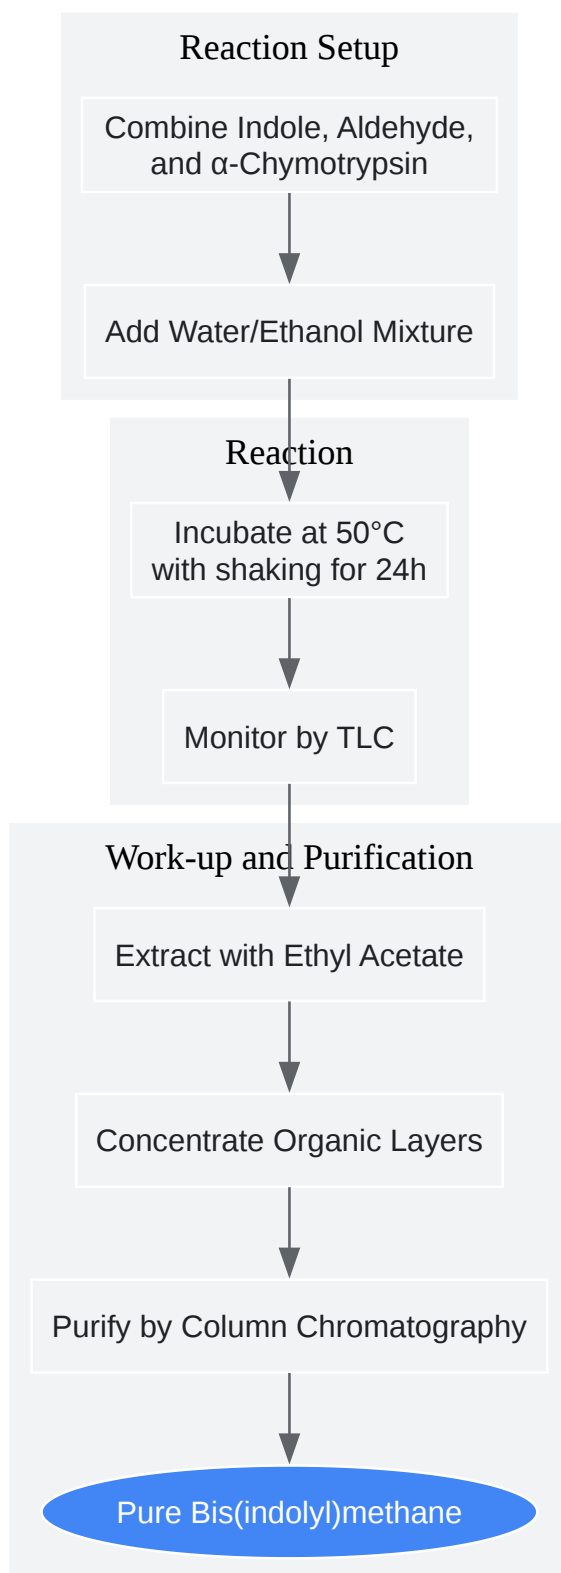 Reaction Setup
Combine Indole, Aldehyde,
and α-Chymotrypsin
Add Water/Ethanol Mixture
Reaction
Incubate at 50°C
with shaking for 24h
Monitor by TLC
Work-up and Purification
Extract with Ethyl Acetate
Concentrate Organic Layers
Purify by Column Chromatography
Pure Bis(indolyl)methane